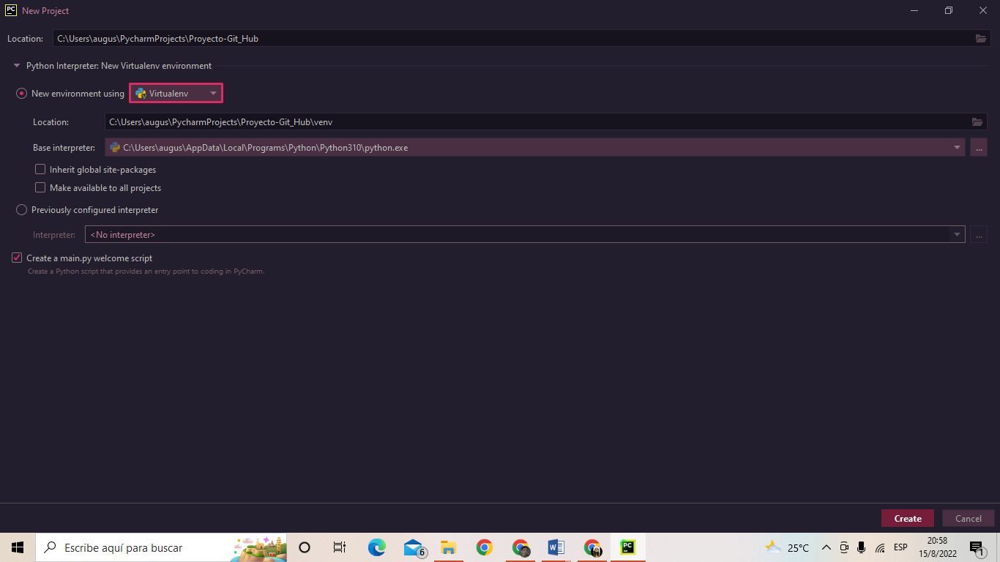 PC New Project
Location: C:\Users\augus\PycharmProjects\Proyecto-Git_Hub
Python Interpreter: New Virtualenv environment
New environment using Virtualenv
Location: C:\Users\augus\PycharmProjects\Proyecto-Git_Hub\venv
Base interpreter: C:\Users\augus\AppData\Local\Programs\Python\Python310\python.exe ...
Inherit global site-packages
Make available to all projects
Previously configured interpreter
Interpreter: <No interpreter> ...
Create a main.py welcome script
Create a Python script that provides an entry point to coding in PyCharm.
Create Cancel
Escribe aquí para buscar 6 W PC 25°C ESP 20:58 1
15/8/2022